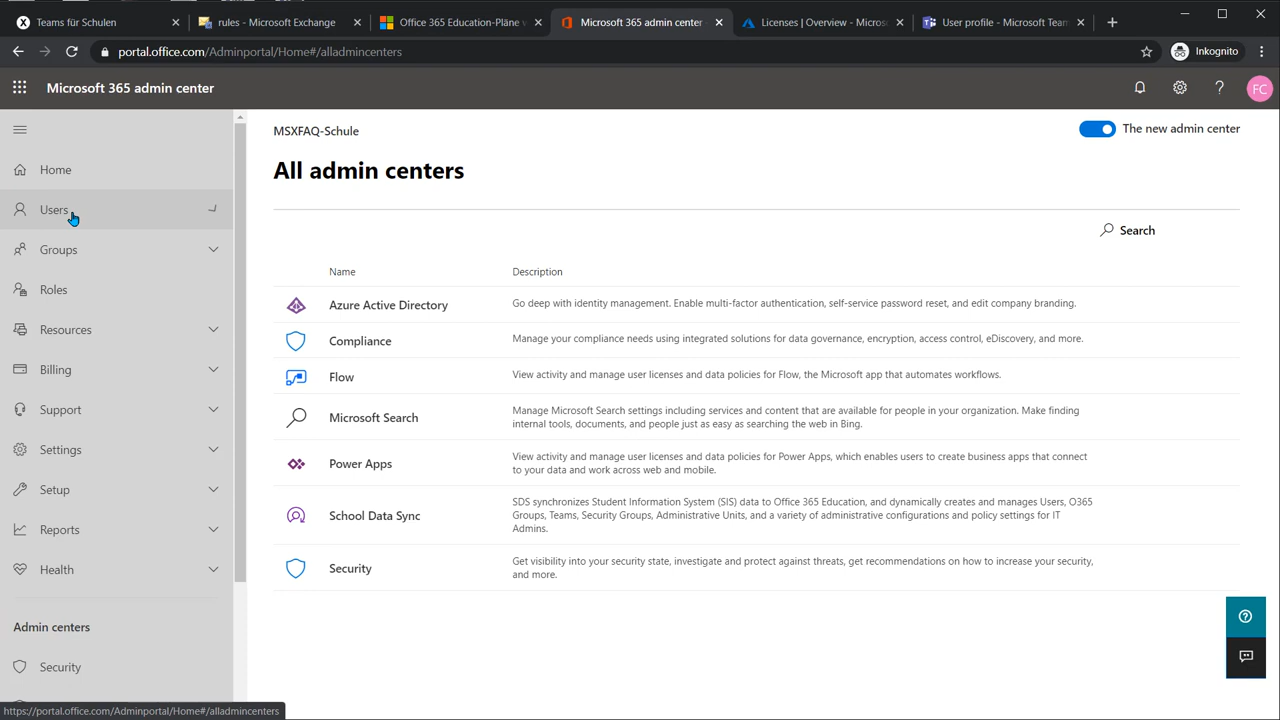 Teams für Schulen
rules - Microsoft Exchange
Office 365 Education-Pläne v
Microsoft 365 admin center -
Licenses | Overview - Microso
User profile - Microsoft Team
portal.office.com/Adminportal/Home#/alladmincenters
Inkognito
Microsoft 365 admin center
FC
MSXFAQ-Schule
The new admin center
All admin centers
Search
Home
Users
Groups
Roles
Resources
Billing
Support
Settings
Setup
Reports
Health
Admin centers
Security
Name
Description
Azure Active Directory
Go deep with identity management. Enable multi-factor authentication, self-service password reset, and edit company branding.
Compliance
Manage your compliance needs using integrated solutions for data governance, encryption, access control, eDiscovery, and more.
Flow
View activity and manage user licenses and data policies for Flow, the Microsoft app that automates workflows.
Microsoft Search
Manage Microsoft Search settings including services and content that are available for people in your organization. Make finding
internal tools, documents, and people just as easy as searching the web in Bing.
Power Apps
View activity and manage user licenses and data policies for Power Apps, which enables users to create business apps that connect
to your data and work across web and mobile.
School Data Sync
SDS synchronizes Student Information System (SIS) data to Office 365 Education, and dynamically creates and manages Users, O365
Groups, Teams, Security Groups, Administrative Units, and a variety of administrative configurations and policy settings for IT
Admins.
Security
Get visibility into your security state, investigate and protect against threats, get recommendations on how to increase your security,
and more.
https://portal.office.com/Adminportal/Home#/alladmincenters